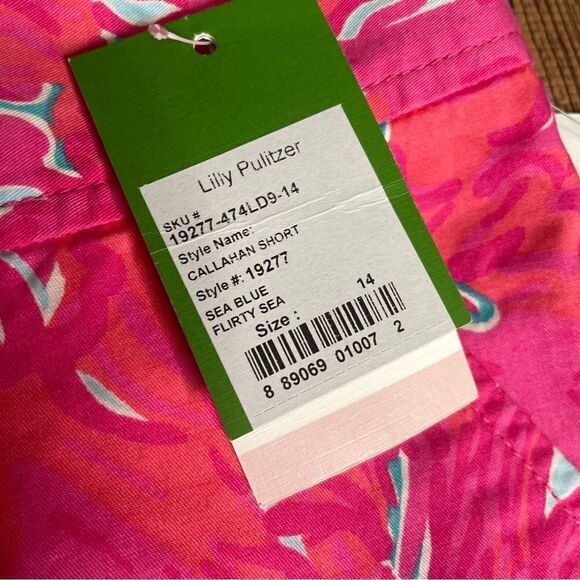 Lilly Pulitzer
SKU #
19277-474LD9-14
Style Name:
CALLAHAN SHORT
Style #: 19277
SEA BLUE
FLIRTY SEA
Size : 14
8 89069 01007 2